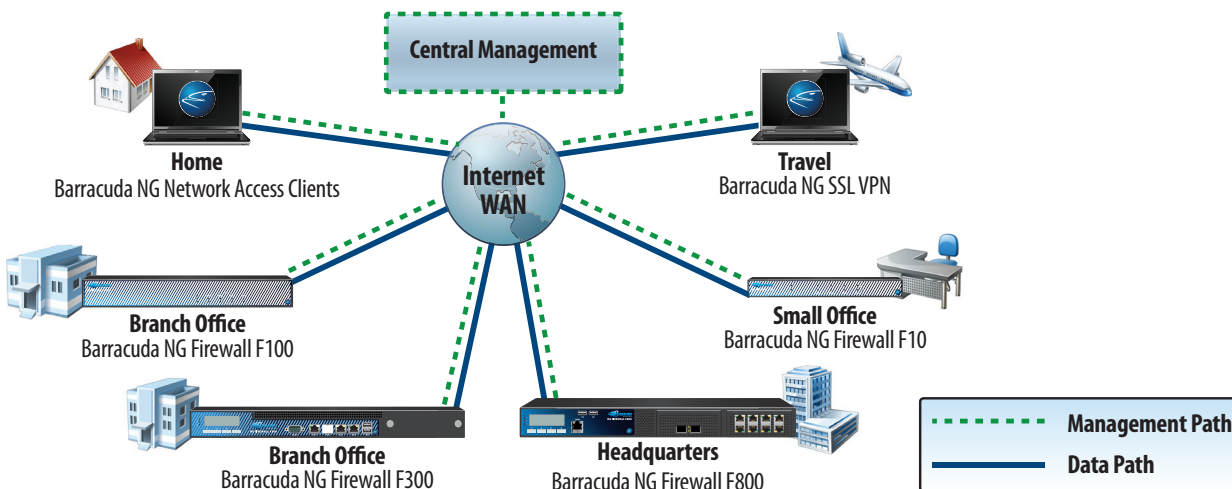 Central Management
Home
Barracuda NG Network Access Clients
Travel
Barracuda NG SSL VPN
Internet
WAN
Branch Office
Barracuda NG Firewall F100
Small Office
Barracuda NG Firewall F10
Branch Office
Barracuda NG Firewall F300
Headquarters
Barracuda NG Firewall F800
Management Path
Data Path